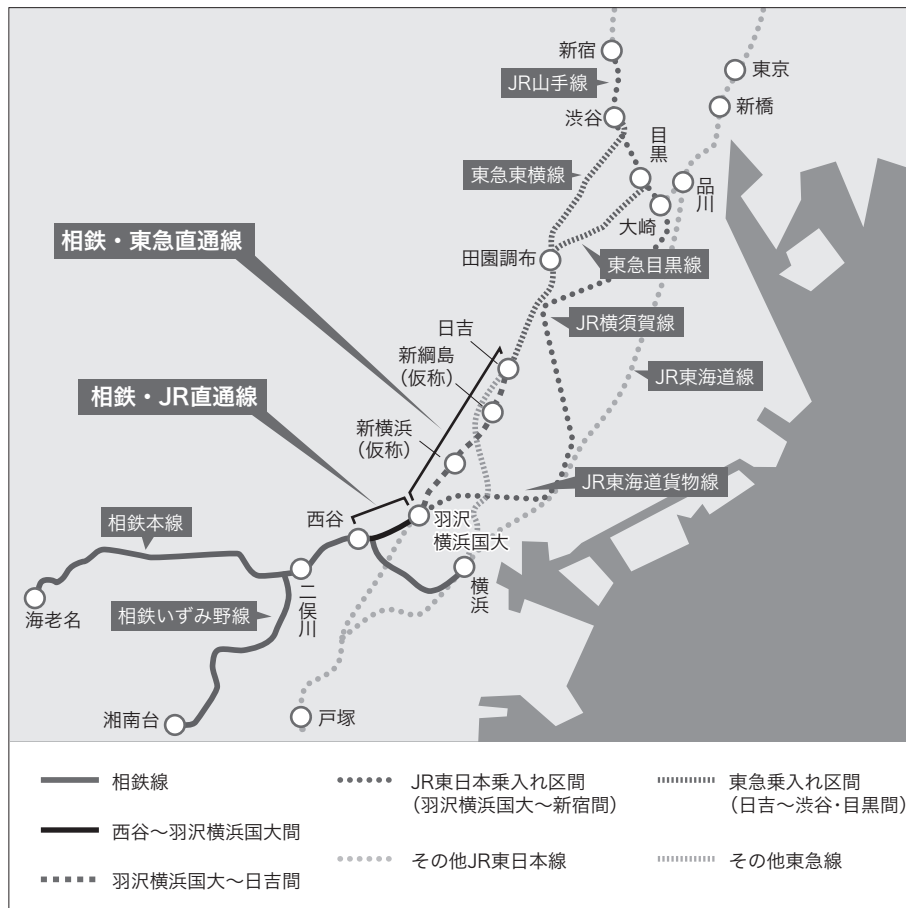 新宿
東京
JR山手線
新橋
渋谷
目黒
品川
東急東横線
大崎
相鉄・東急直通線
田園調布
東急目黒線
JR横須賀線
日吉
新綱島
（仮称）
JR東海道線
相鉄・JR直通線
新横浜
（仮称）
JR東海道貨物線
西谷
羽沢
横浜国大
相鉄本線
横浜
二俣川
海老名
相鉄いずみ野線
湘南台
戸塚
相鉄線
西谷～羽沢横浜国大間
羽沢横浜国大～日吉間
JR東日本乗入れ区間
（羽沢横浜国大～新宿間）
その他JR東日本線
東急乗入れ区間
（日吉～渋谷・目黒間）
その他東急線